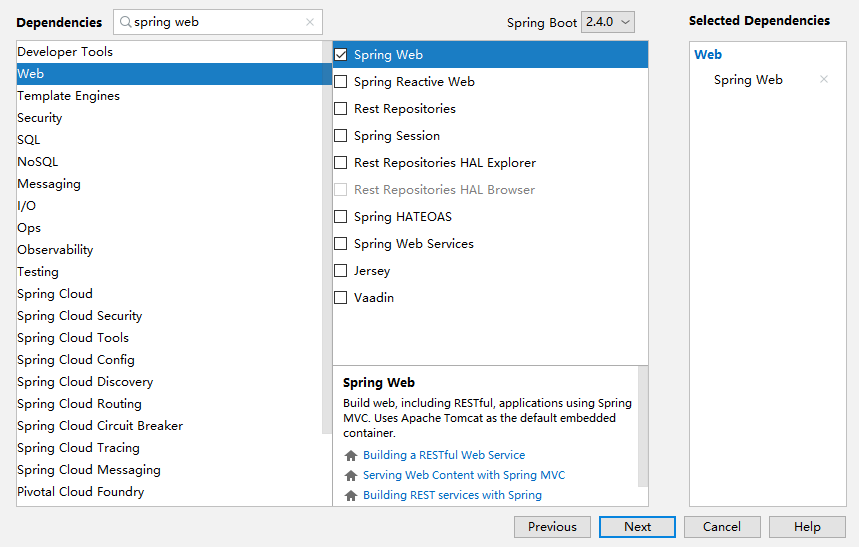 Dependencies
spring web
Spring Boot 2.4.0
Selected Dependencies
Developer Tools
Web
Template Engines
Security
SQL
NoSQL
Messaging
I/O
Ops
Observability
Testing
Spring Cloud
Spring Cloud Security
Spring Cloud Tools
Spring Cloud Config
Spring Cloud Discovery
Spring Cloud Routing
Spring Cloud Circuit Breaker
Spring Cloud Tracing
Spring Cloud Messaging
Pivotal Cloud Foundry
Spring Web
Spring Reactive Web
Rest Repositories
Spring Session
Rest Repositories HAL Explorer
Rest Repositories HAL Browser
Spring HATEOAS
Spring Web Services
Jersey
Vaadin
Spring Web
Build web, including RESTful, applications using Spring
MVC. Uses Apache Tomcat as the default embedded
container.
Building a RESTful Web Service
Serving Web Content with Spring MVC
Building REST services with Spring
Web
Spring Web
Previous
Next
Cancel
Help